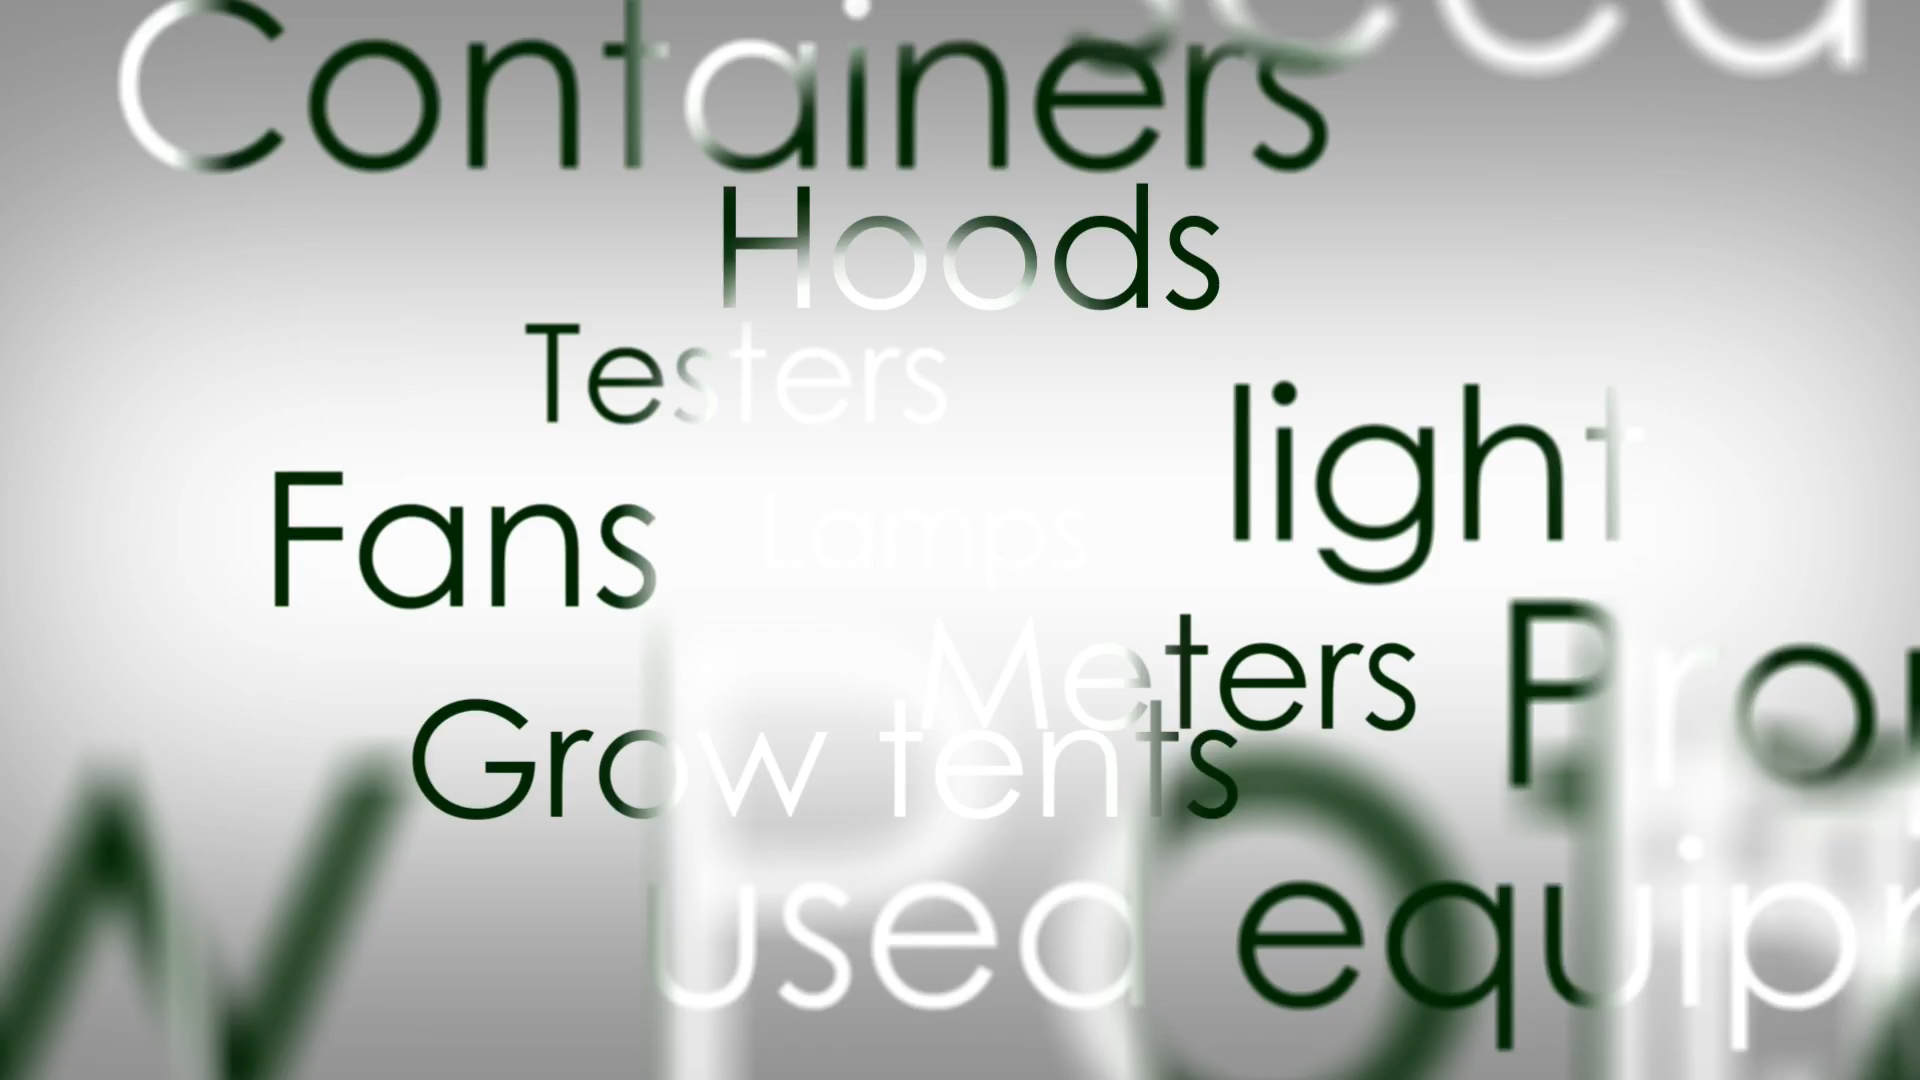 Containers
Hoods
Testers
light
Fans
Lamps
Meters
Grow tents
used equip